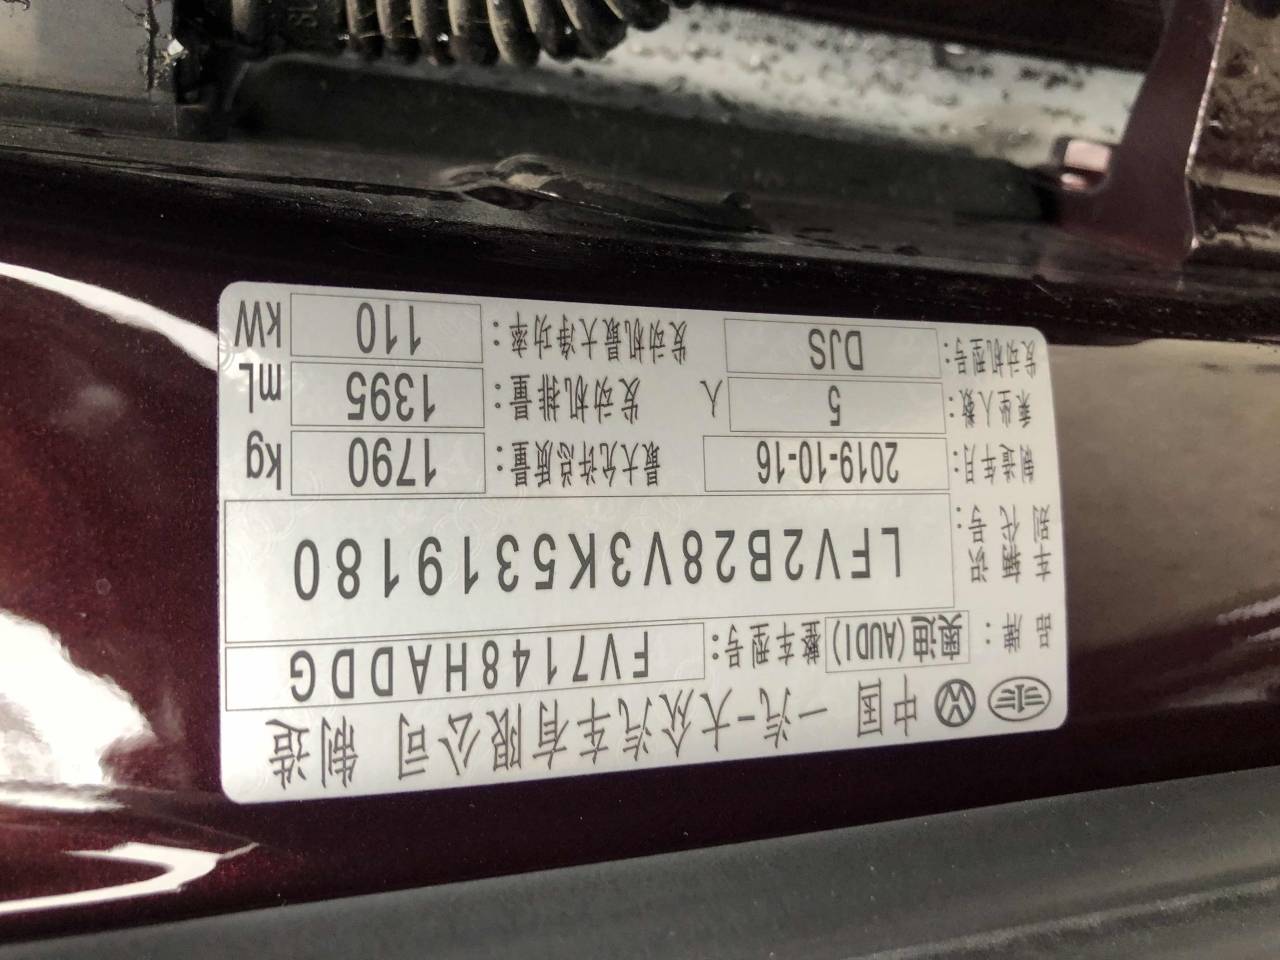 中国 一汽-大众汽车有限公司 制造
品牌： 奥迪(AUDI) 整车型号： FV7148HADDG
车辆识别代号： LFV2B28V3K5319180
制造年月： 2019-10-16 最大允许总质量： 1790 kg
乘坐人数： 5 人 发动机排量： 1395 mL
发动机型号： DJS 发动机最大净功率： 110 kW